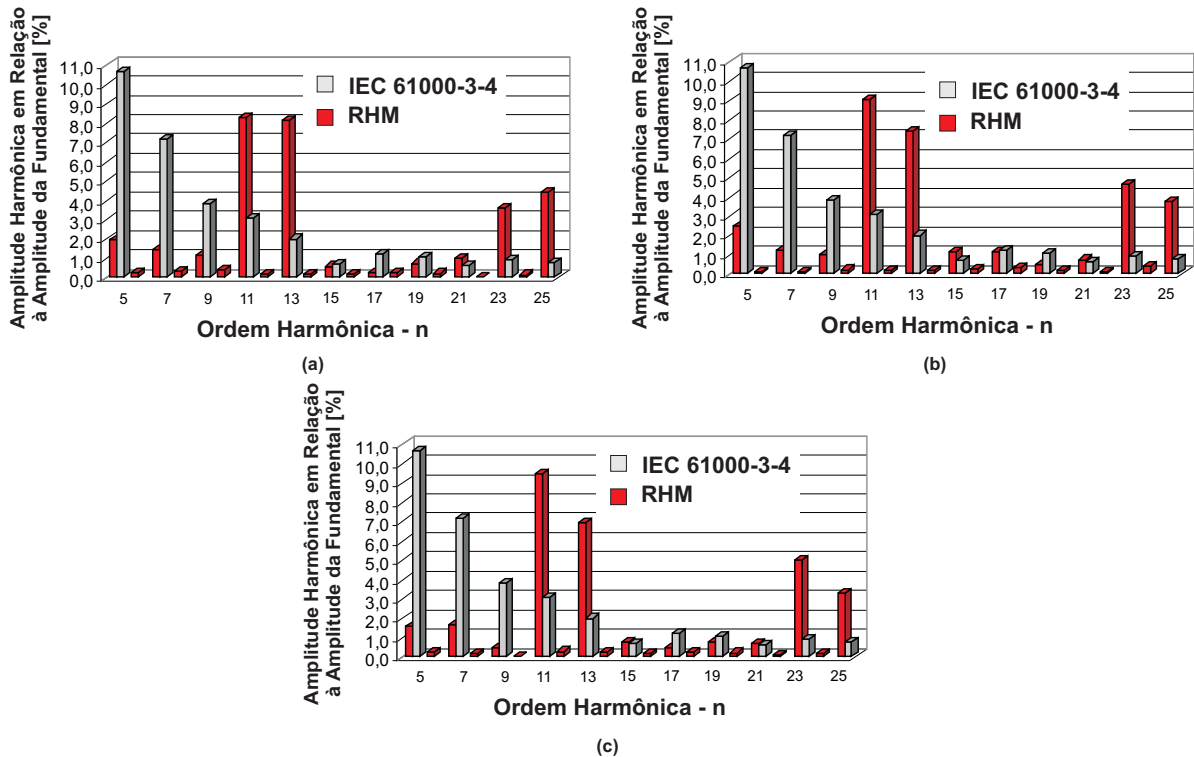 Amplitude Harmônica em Relação
à Amplitude da Fundamental [%]
11,0
10,0
9,0
8,0
7,0
6,0
5,0
4,0
3,0
2,0
1,0
0,0
IEC 61000-3-4
RHM
5 7 9 11 13 15 17 19 21 23 25
Ordem Harmônica - n
(a)
Amplitude Harmônica em Relação
à Amplitude da Fundamental [%]
11,0
10,0
9,0
8,0
7,0
6,0
5,0
4,0
3,0
2,0
1,0
0,0
IEC 61000-3-4
RHM
5 7 9 11 13 15 17 19 21 23 25
Ordem Harmônica - n
(b)
Amplitude Harmônica em Relação
à Amplitude da Fundamental [%]
11,0
10,0
9,0
8,0
7,0
6,0
5,0
4,0
3,0
2,0
1,0
0,0
IEC 61000-3-4
RHM
5 7 9 11 13 15 17 19 21 23 25
Ordem Harmônica - n
(c)